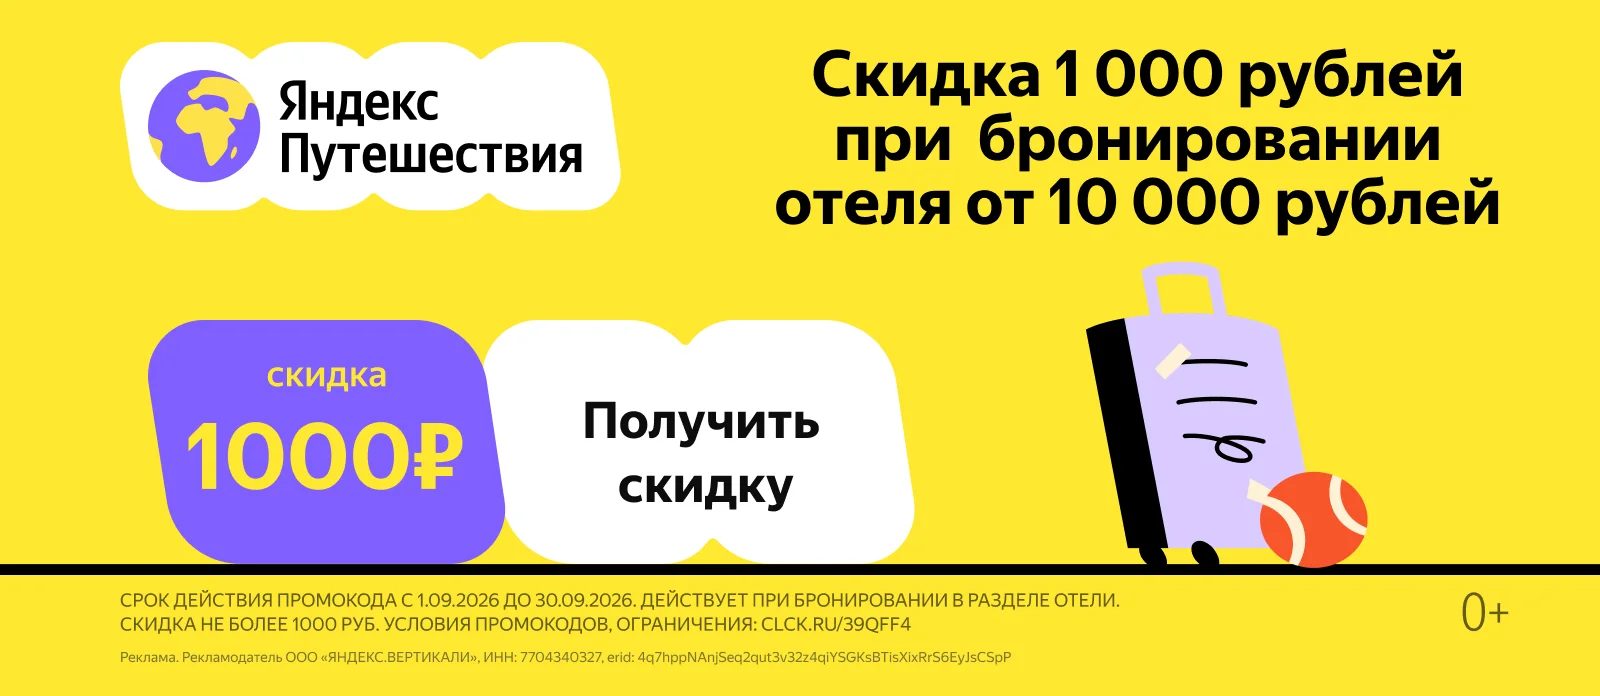 Яндекс
Путешествия
Скидка 1 000 рублей
при бронировании
отеля от 10 000 рублей
скидка
1000₽
Получить
скидку
СРОК ДЕЙСТВИЯ ПРОМОКОДА С 1.09.2026 ДО 30.09.2026. ДЕЙСТВУЕТ ПРИ БРОНИРОВАНИИ В РАЗДЕЛЕ ОТЕЛИ.
СКИДКА НЕ БОЛЕЕ 1000 РУБ. УСЛОВИЯ ПРОМОКОДОВ, ОГРАНИЧЕНИЯ: CLCK.RU/39QFF4
0+
Реклама. Рекламодатель ООО «ЯНДЕКС.ВЕРТИКАЛИ», ИНН: 7704340327, erid: 4q7hppNAnjSeq2qut3v32z4qiYSGKsBTisXixRrS6EyJsCSpP